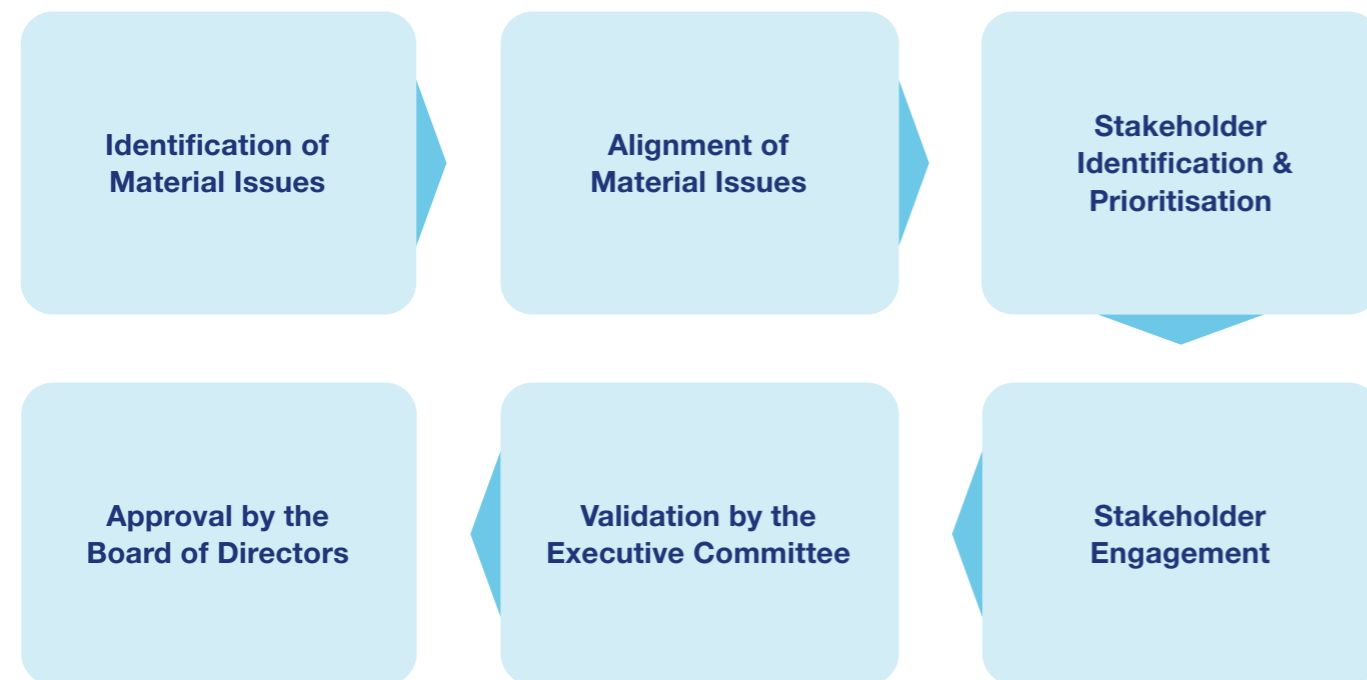 Identification of
Material Issues
Alignment of
Material Issues
Stakeholder
Identification &
Prioritisation
Stakeholder
Engagement
Validation by the
Executive Committee
Approval by the
Board of Directors